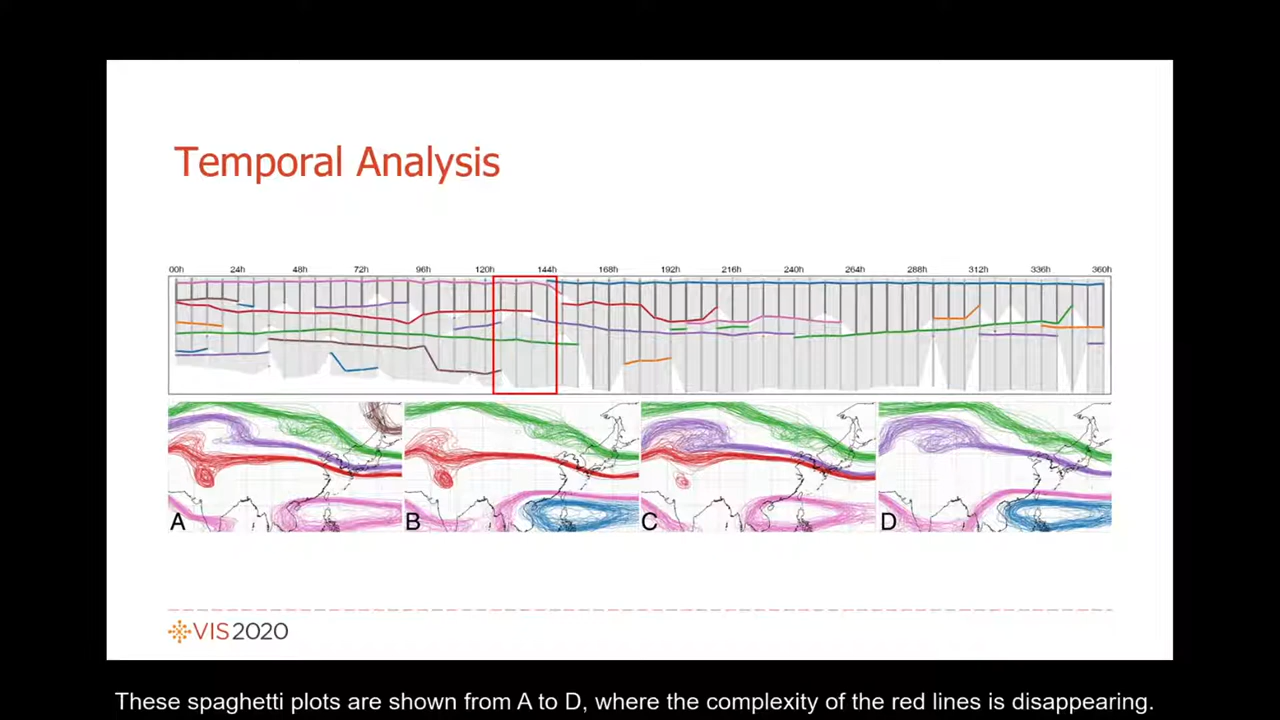 Temporal Analysis
00h 24h 48h 72h 96h 120h 144h 168h 192h 216h 240h 264h 288h 312h 336h 360h
A B C D
VIS2020
These spaghetti plots are shown from A to D, where the complexity of the red lines is disappearing.